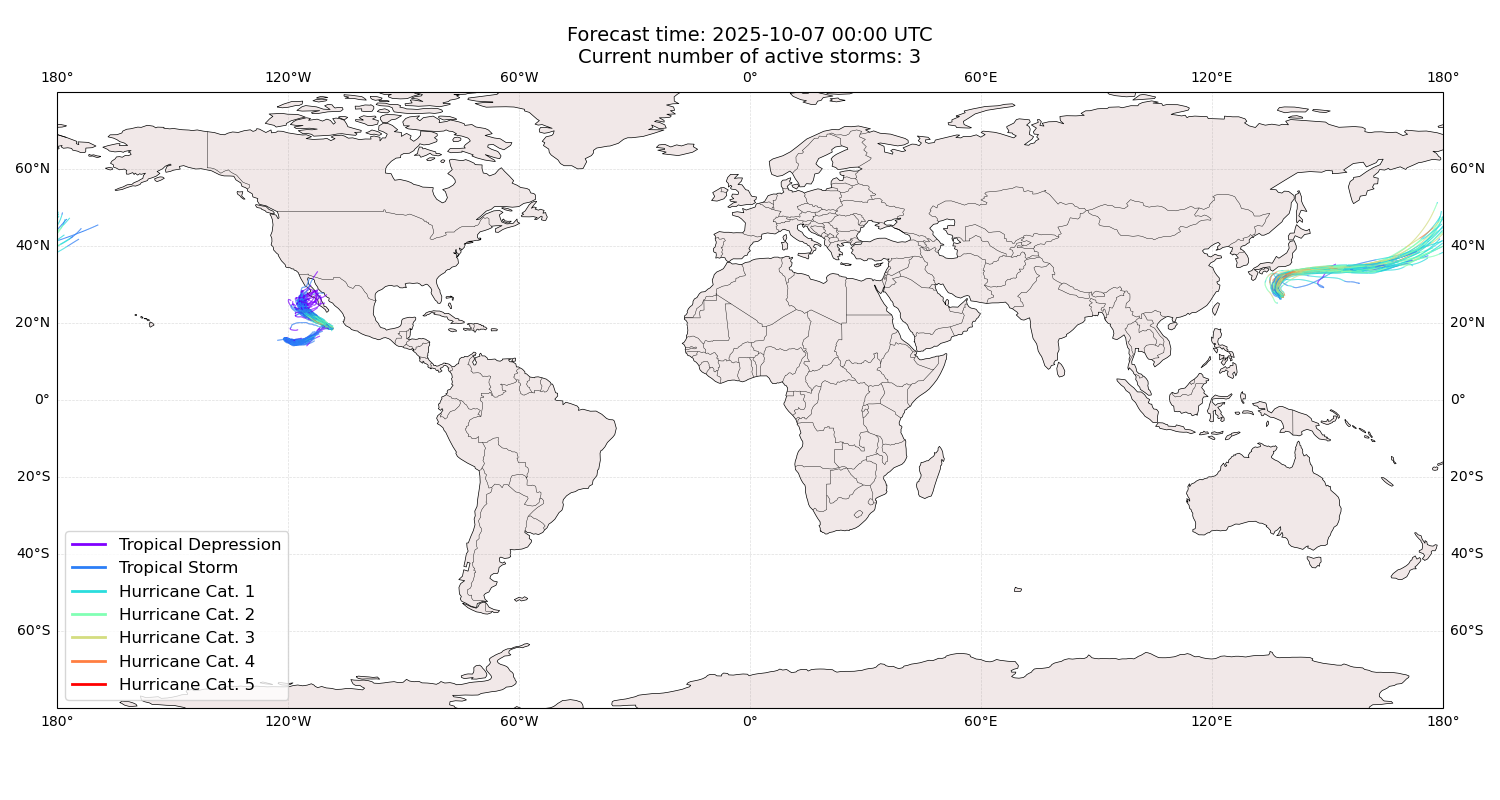 Forecast time: 2025-10-07 00:00 UTC
Current number of active storms: 3
180° 120°W 60°W 0° 60°E 120°E 180°
60°N 60°N
40°N 40°N
20°N 20°N
0° 0°
20°S 20°S
40°S 40°S
60°S 60°S
Tropical Depression
Tropical Storm
Hurricane Cat. 1
Hurricane Cat. 2
Hurricane Cat. 3
Hurricane Cat. 4
Hurricane Cat. 5
180° 120°W 60°W 0° 60°E 120°E 180°